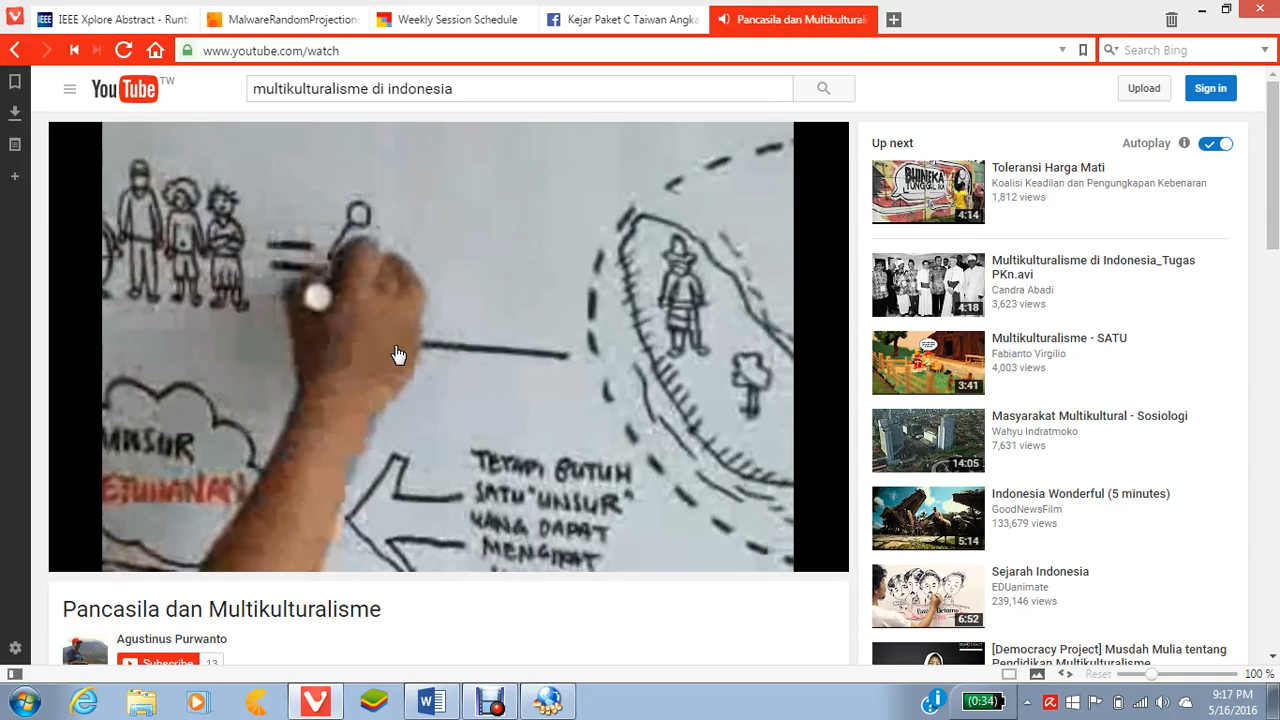 IEEE Xplore Abstract - Runti
MalwareRandomProjection
Weekly Session Schedule
Kejar Paket C Taiwan Angka
Pancasila dan Multikultural
www.youtube.com/watch
Search Bing
YouTube TW
multikulturalisme di indonesia
Upload
Sign in
Up next
Autoplay
Toleransi Harga Mati
Koalisi Keadilan dan Pengungkapan Kebenaran
1,812 views
BHINEKA
4:14
Multikulturalisme di Indonesia_Tugas
PKn.avi
Candra Abadi
3,623 views
4:18
Multikulturalisme - SATU
Fabianto Virgilio
4,003 views
3:41
Masyarakat Multikultural - Sosiologi
Wahyu Indratmoko
7,631 views
14:05
Indonesia Wonderful (5 minutes)
GoodNewsFilm
133,679 views
5:14
Sejarah Indonesia
EDUanimate
239,146 views
6:52
[Democracy Project] Musdah Mulia tentang
Pendidikan Multikulturalisme
UNSUR
TETAPI BUTUH
SATU "UNSUR"
YANG DAPAT
MENGIKAT
Pancasila dan Multikulturalisme
Agustinus Purwanto
Subscribe
13
Reset
100 %
(0:34)
9:17 PM
5/16/2016